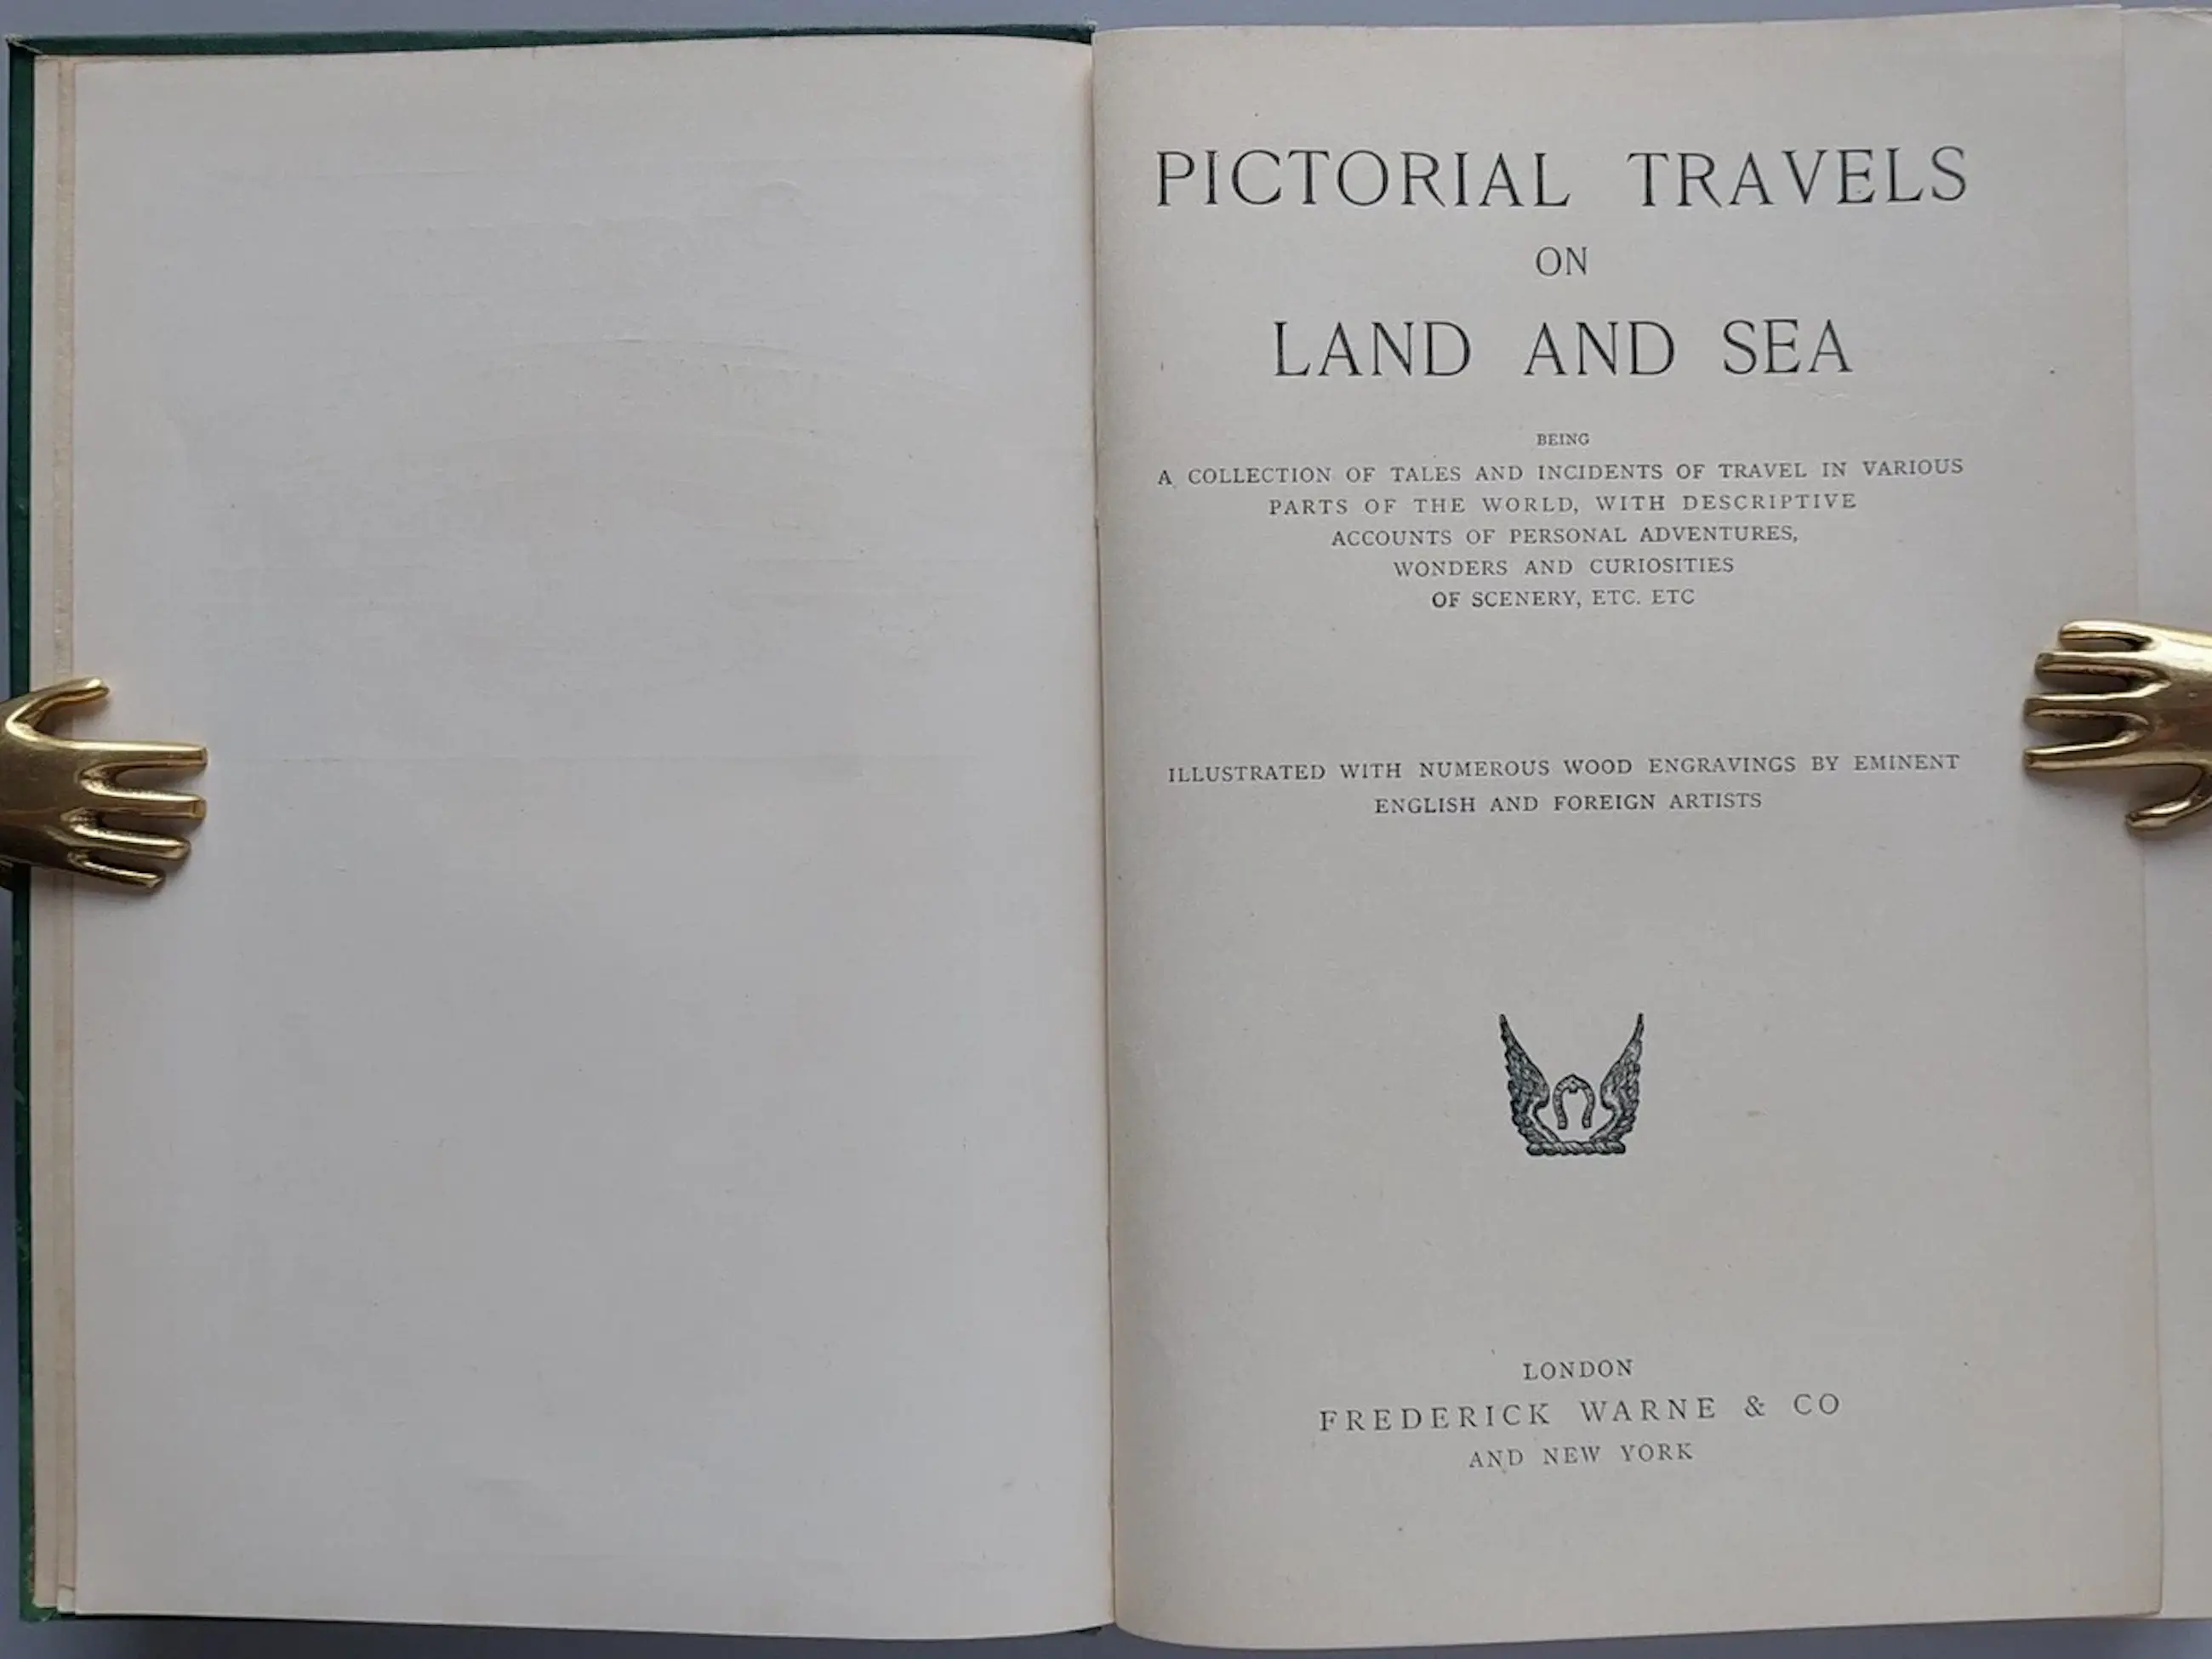 PICTORIAL TRAVELS
ON
LAND AND SEA
BEING
A COLLECTION OF TALES AND INCIDENTS OF TRAVEL IN VARIOUS
PARTS OF THE WORLD, WITH DESCRIPTIVE
ACCOUNTS OF PERSONAL ADVENTURES,
WONDERS AND CURIOSITIES
OF SCENERY, ETC. ETC
ILLUSTRATED WITH NUMEROUS WOOD ENGRAVINGS BY EMINENT
ENGLISH AND FOREIGN ARTISTS
LONDON
FREDERICK WARNE & CO
AND NEW YORK